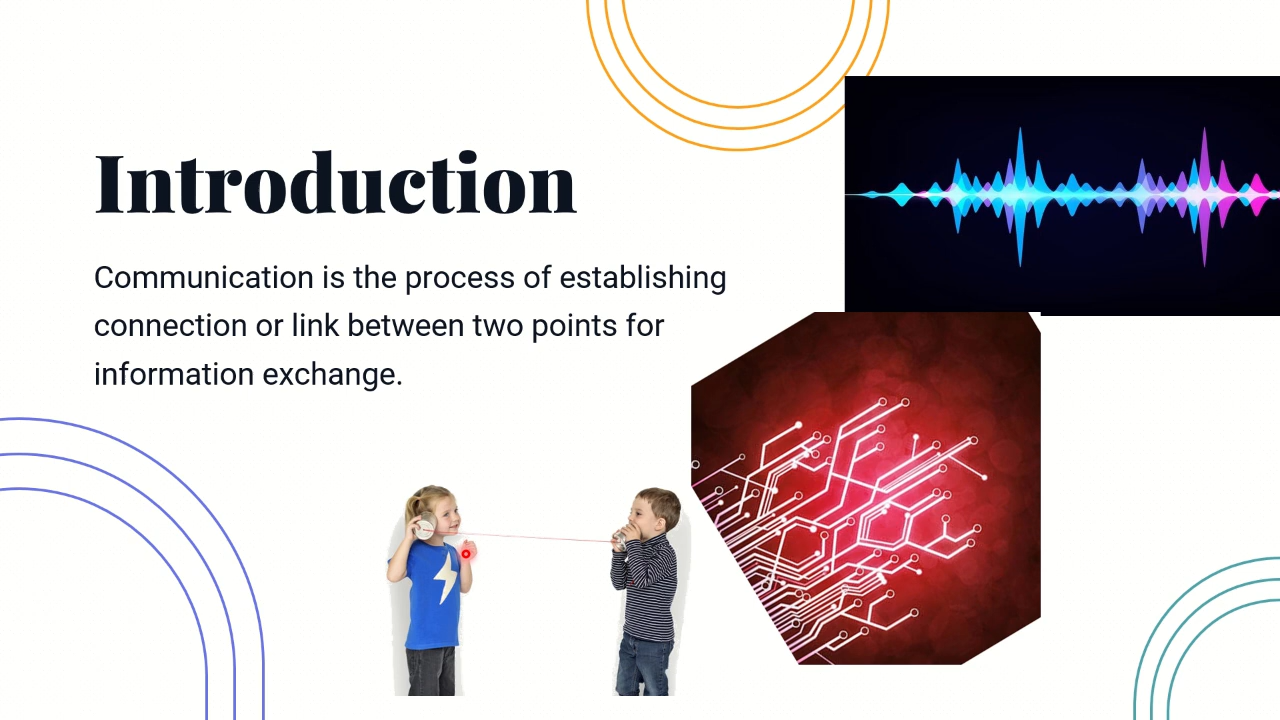 Introduction
Communication is the process of establishing
connection or link between two points for
information exchange.